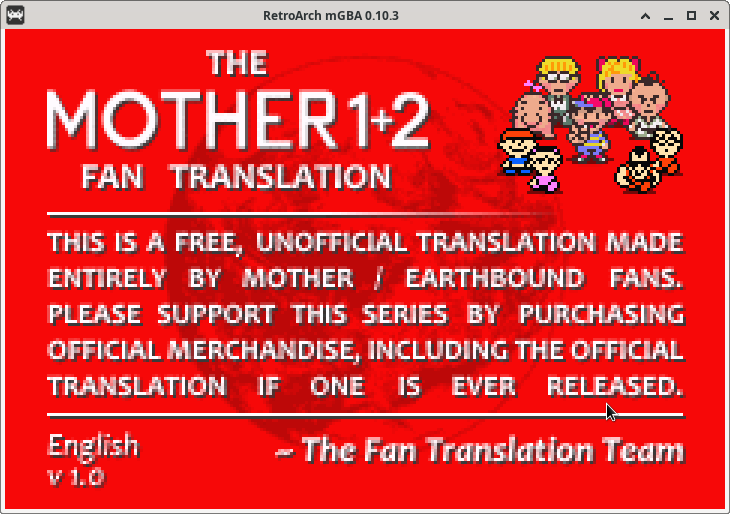 RetroArch mGBA 0.10.3
THE
MOTHER 1+2
FAN TRANSLATION
THIS IS A FREE, UNOFFICIAL TRANSLATION MADE
ENTIRELY BY MOTHER / EARTHBOUND FANS.
PLEASE SUPPORT THIS SERIES BY PURCHASING
OFFICIAL MERCHANDISE, INCLUDING THE OFFICIAL
TRANSLATION IF ONE IS EVER RELEASED.
English
v 1.0
~ The Fan Translation Team